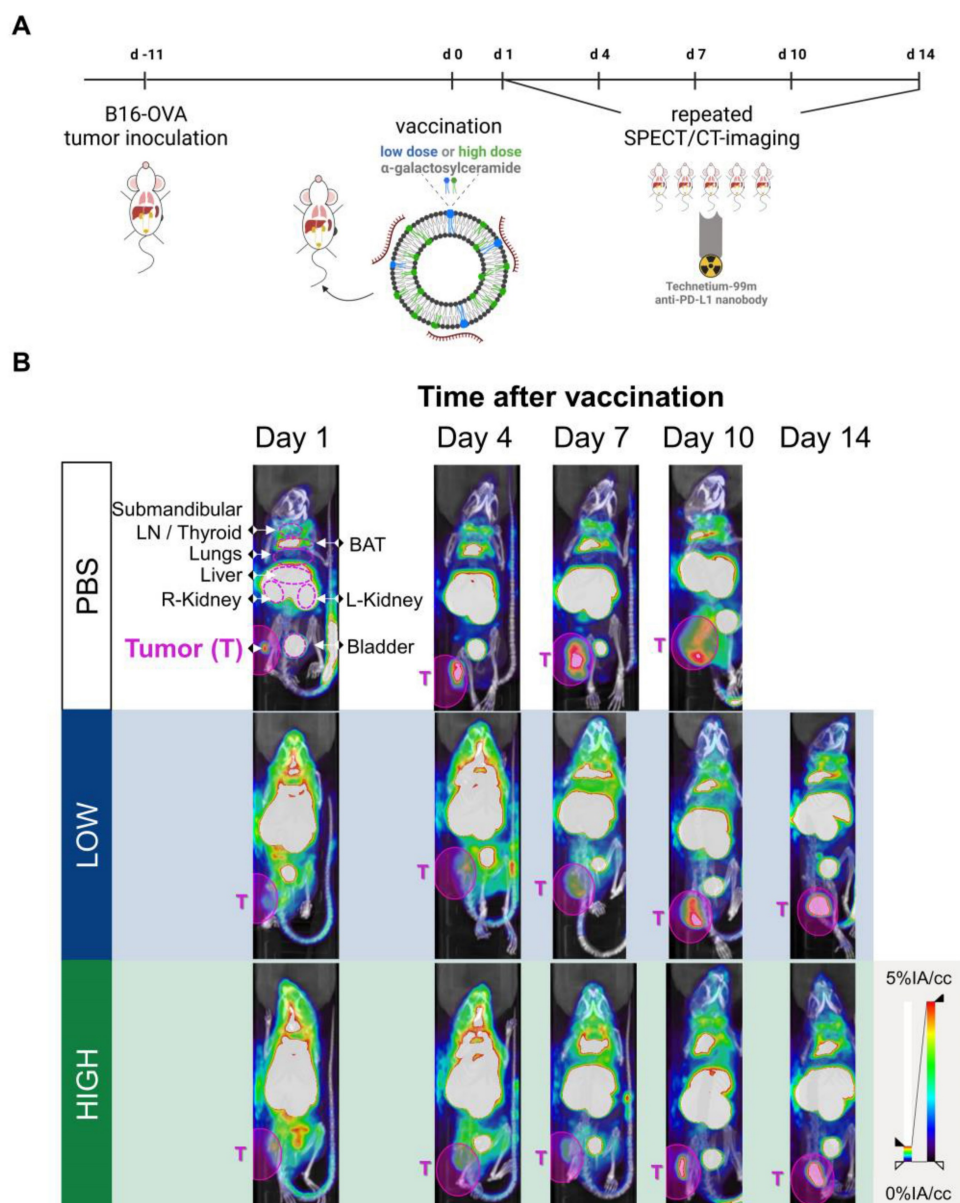 A
d -11
d 0
d 1
d 4
d 7
d 10
d 14
B16-OVA
tumor inoculation
vaccination
low dose or high dose
α-galactosylceramide
repeated
SPECT/CT-imaging
Technetium-99m
anti-PD-L1 nanobody
B
Time after vaccination
Day 1
Day 4
Day 7
Day 10
Day 14
PBS
Submandibular
LN / Thyroid
BAT
Lungs
Liver
R-Kidney
L-Kidney
Tumor (T)
Bladder
T
T
T
LOW
T
T
T
T
T
HIGH
T
T
T
T
T
5%IA/cc
0%IA/cc